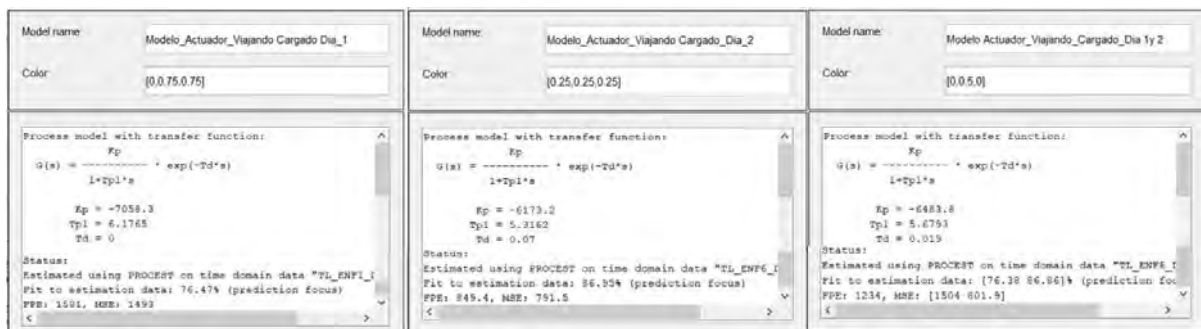 Model name:
Modelo_Actuador_Viajando Cargado Dia_1
Color:
[0,0.75,0.75]
Process model with transfer function:
Kp
G(s) = ---------- * exp(-Td*s)
1+Tp1*s
Kp = -7058.3
Tp1 = 6.1765
Td = 0
Status:
Estimated using PROCEST on time domain data "TL_ENF1_D
Fit to estimation data: 76.47% (prediction focus)
FPE: 1581, MSE: 1493
Model name:
Modelo_Actuador_Viajando Cargado_Dia_2
Color:
[0.25,0.25,0.25]
Process model with transfer function:
Kp
G(s) = ---------- * exp(-Td*s)
1+Tp1*s
Kp = -6173.2
Tp1 = 5.3162
Td = 0.07
Status:
Estimated using PROCEST on time domain data "TL_ENF6_D
Fit to estimation data: 86.95% (prediction focus)
FPE: 849.4, MSE: 791.5
Model name:
Modelo Actuador_Viajando_Cargado_Dia 1y 2
Color:
[0,0.5,0]
Process model with transfer function:
Kp
G(s) = ---------- * exp(-Td*s)
1+Tp1*s
Kp = -6483.8
Tp1 = 5.6793
Td = 0.019
Status:
Estimated using PROCEST on time domain data "TL_ENF6_D
Fit to estimation data: [76.38 86.86]% (prediction foc
FPE: 1234, MSE: [1504 801.9]